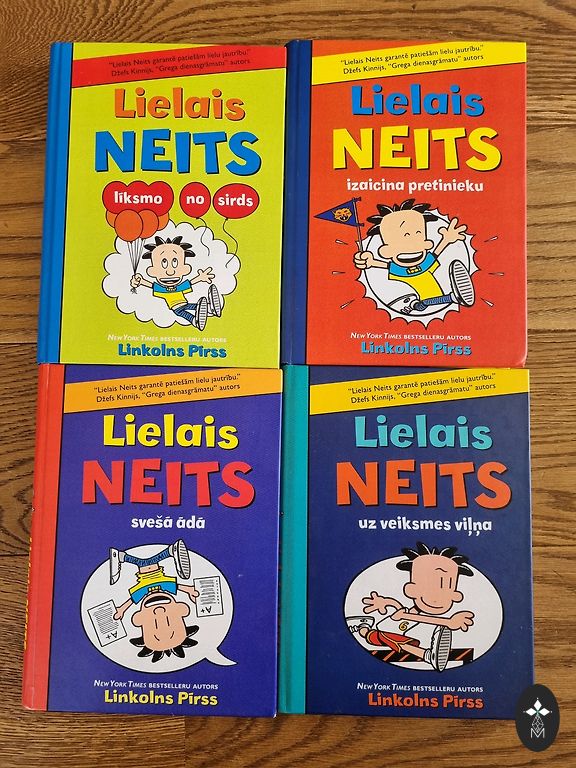 "Lielais Neits garantē patiešām lielu jautrību."
Džefs Kinnijs, "Grega dienasgrāmatu" autors
Lielais
NEITS
līksmo no sirds
NEW YORK TIMES BESTSELLERU AUTORS
Linkolns Pīrss
"Lielais Neits garantē patiešām lielu jautrību."
Džefs Kinnijs, "Grega dienasgrāmatu" autors
Lielais
NEITS
izaicina pretinieku
NEW YORK TIMES BESTSELLERU AUTORS
Linkolns Pīrss
"Lielais Neits garantē patiešām lielu jautrību."
Džefs Kinnijs, "Grega dienasgrāmatu" autors
Lielais
NEITS
svešā ādā
A+
A+
NEW YORK TIMES BESTSELLERU AUTORS
Linkolns Pīrss
"Lielais Neits garantē patiešām lielu jautrību."
Džefs Kinnijs, "Grega dienasgrāmatu" autors
Lielais
NEITS
uz veiksmes viļņa
6
NEW YORK TIMES BESTSELLERU AUTORS
Linkolns Pīrss
M